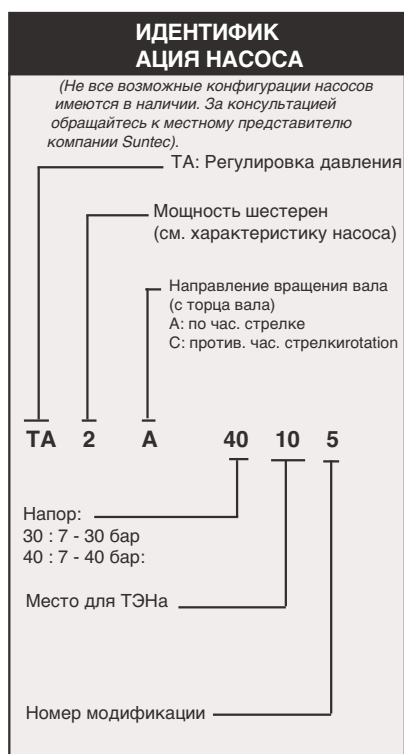 ИДЕНТИФИК
АЦИЯ НАСОСА
(Не все возможные конфигурации насосов
имеются в наличии. За консультацией
обращайтесь к местному представителю
компании Suntec).
TA: Регулировка давления
Мощность шестерен
(см. характеристику насоса)
Направление вращения вала
(с торца вала)
A: по час. стрелке
C: против. час. стрелкиrotation
TA 2 A 40 10 5
Напор:
30 : 7 - 30 бар
40 : 7 - 40 бар:
Место для ТЭНа
Номер модификации